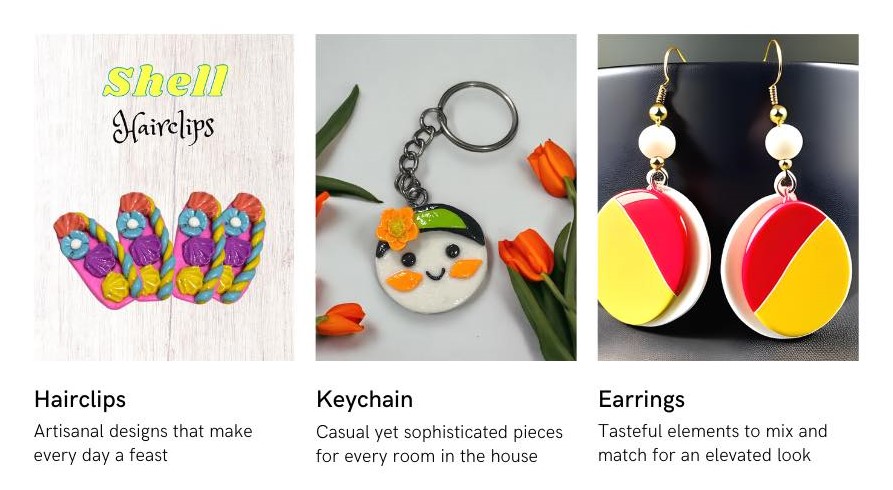 Shell
Hairclips
Hairclips
Artisanal designs that make
every day a feast
Keychain
Casual yet sophisticated pieces
for every room in the house
Earrings
Tasteful elements to mix and
match for an elevated look